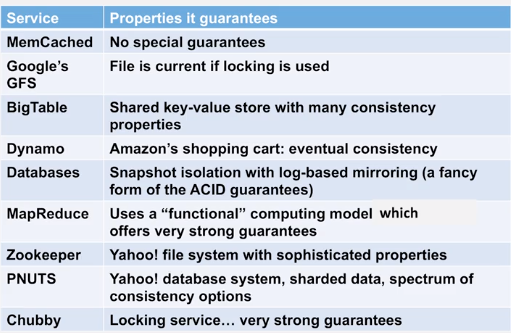 Service Properties it guarantees
MemCached No special guarantees
Google’s File is current if locking is used
GFS
BigTable Shared key-value store with many consistency
properties
Dynamo Amazon’s shopping cart: eventual consistency
Databases Snapshot isolation with log-based mirroring (a fancy
form of the ACID guarantees)
MapReduce Uses a “functional” computing model which
offers very strong guarantees
Zookeeper Yahoo! file system with sophisticated properties
PNUTS Yahoo! database system, sharded data, spectrum of
consistency options
Chubby Locking service… very strong guarantees